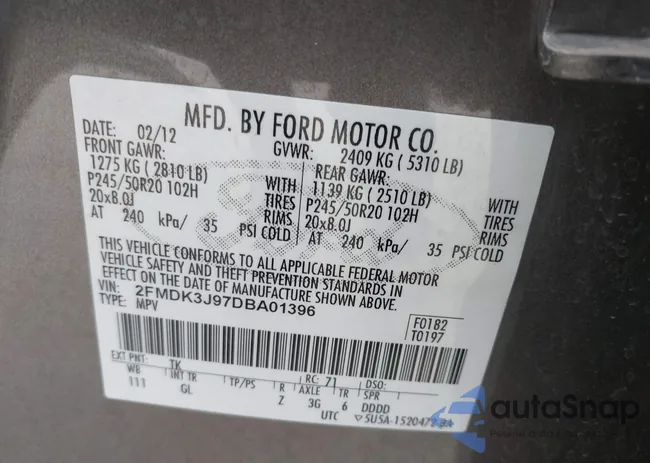 MFD. BY FORD MOTOR CO.
DATE: 02/12 GVWR: 2409 KG ( 5310 LB)
FRONT GAWR: REAR GAWR:
1275 KG ( 2810 LB) WITH 1139 KG ( 2510 LB) WITH
P245/50R20 102H TIRES P245/50R20 102H TIRES
20x8.0J RIMS 20x8.0J RIMS
AT 240 kPa/ 35 PSI COLD AT 240 kPa/ 35 PSI COLD
THIS VEHICLE CONFORMS TO ALL APPLICABLE FEDERAL MOTOR
VEHICLE SAFETY AND THEFT PREVENTION STANDARDS IN
EFFECT ON THE DATE OF MANUFACTURE SHOWN ABOVE.
VIN: 2FMDK3J97DBA01396
TYPE: MPV
F0182
T0197
EXT PNT: TK RC: 71 DSO:
WB INT TR TP/PS R AXLE TR SPR
111 GL Z 3G 6 DDDD
UTC
autoSnap